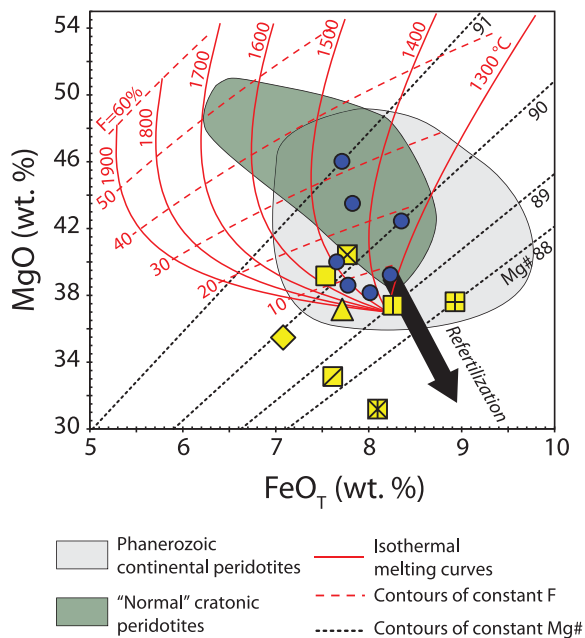 54
50
46
42
38
34
30
MgO (wt. %)
5
6
7
8
9
10
FeO_T (wt. %)
F=60%
50
40
30
20
10
1900
1800
1700
1600
1500
1400
1300 °C
91
90
89
Mg# 88
Refertilization
Phanerozoic
continental peridotites
"Normal" cratonic
peridotites
Isothermal
melting curves
Contours of constant F
Contours of constant Mg#